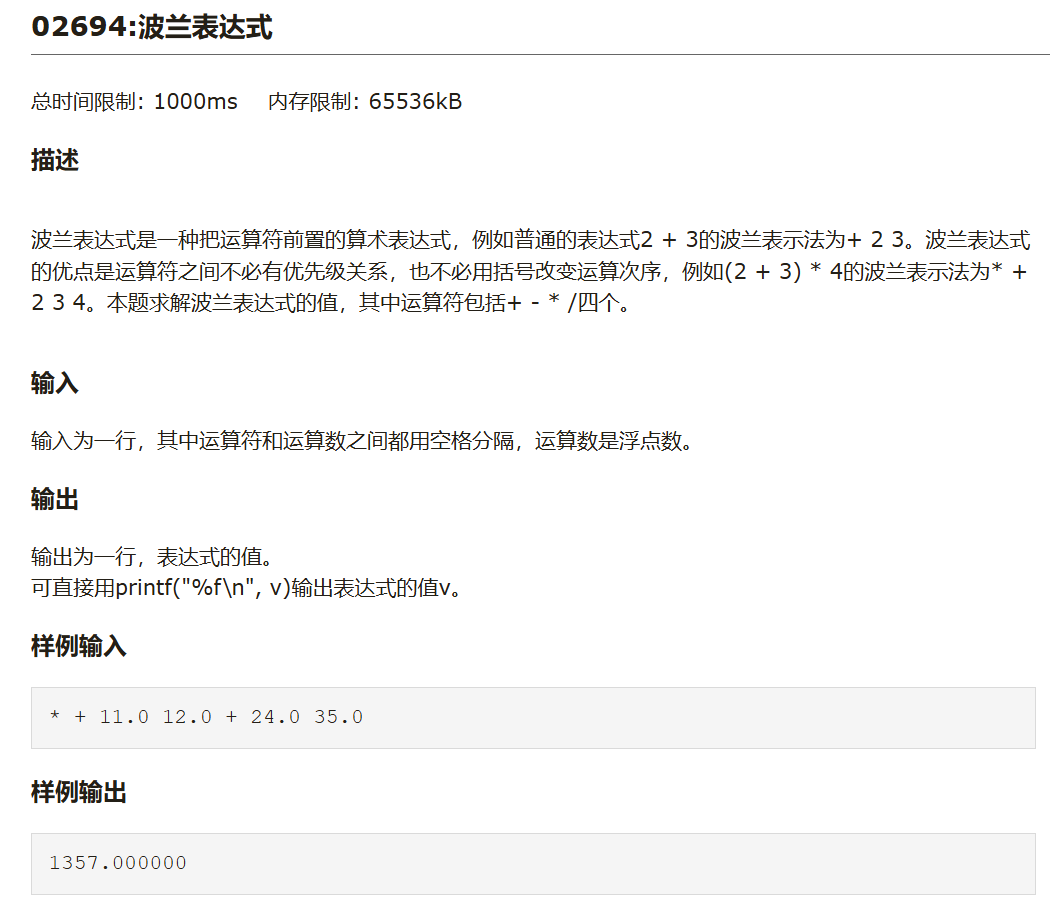 02694:波兰表达式
总时间限制: 1000ms 内存限制: 65536kB
描述
波兰表达式是一种把运算符前置的算术表达式，例如普通的表达式2 + 3的波兰表示法为+ 2 3。波兰表达式
的优点是运算符之间不必有优先级关系，也不必用括号改变运算次序，例如(2 + 3) * 4的波兰表示法为* +
2 3 4。本题求解波兰表达式的值，其中运算符包括+ - * /四个。
输入
输入为一行，其中运算符和运算数之间都用空格分隔，运算数是浮点数。
输出
输出为一行，表达式的值。
可直接用printf("%f\n", v)输出表达式的值v。
样例输入
* + 11.0 12.0 + 24.0 35.0
样例输出
1357.000000